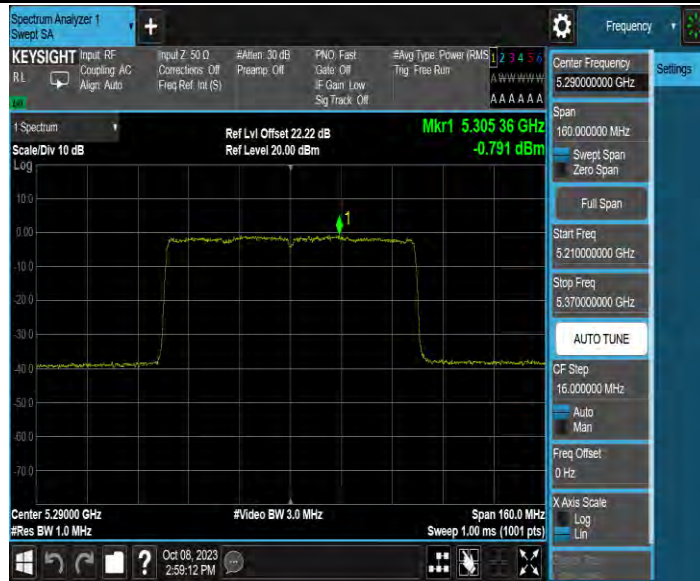 Spectrum Analyzer 1
Swept SA
Frequency
KEYSIGHT
RL
Input: RF
Coupling: AC
Align: Auto
Input Z: 50 Ω
Corrections: Off
Freq Ref: Int (S)
#Atten: 30 dB
Preamp: Off
PNO: Fast
Gate: Off
IF Gain: Low
Sig Track: Off
#Avg Type: Power (RMS
Trig: Free Run
1 2 3 4 5 6
A W W W W W
A A A A A A
1 Spectrum
Scale/Div 10 dB
Log
Ref Lvl Offset 22.22 dB
Ref Level 20.00 dBm
Mkr1 5.305 36 GHz
-0.791 dBm
10.0
0.00
-10.0
-20.0
-30.0
-40.0
-50.0
-60.0
-70.0
1
Center 5.29000 GHz
#Res BW 1.0 MHz
#Video BW 3.0 MHz
Span 160.0 MHz
Sweep 1.00 ms (1001 pts)
Oct 08, 2023
2:59:12 PM
Center Frequency
5.290000000 GHz
Settings
Span
160.000000 MHz
Swept Span
Zero Span
Full Span
Start Freq
5.210000000 GHz
Stop Freq
5.370000000 GHz
AUTO TUNE
CF Step
16.000000 MHz
Auto
Man
Freq Offset
0 Hz
X Axis Scale
Log
Lin